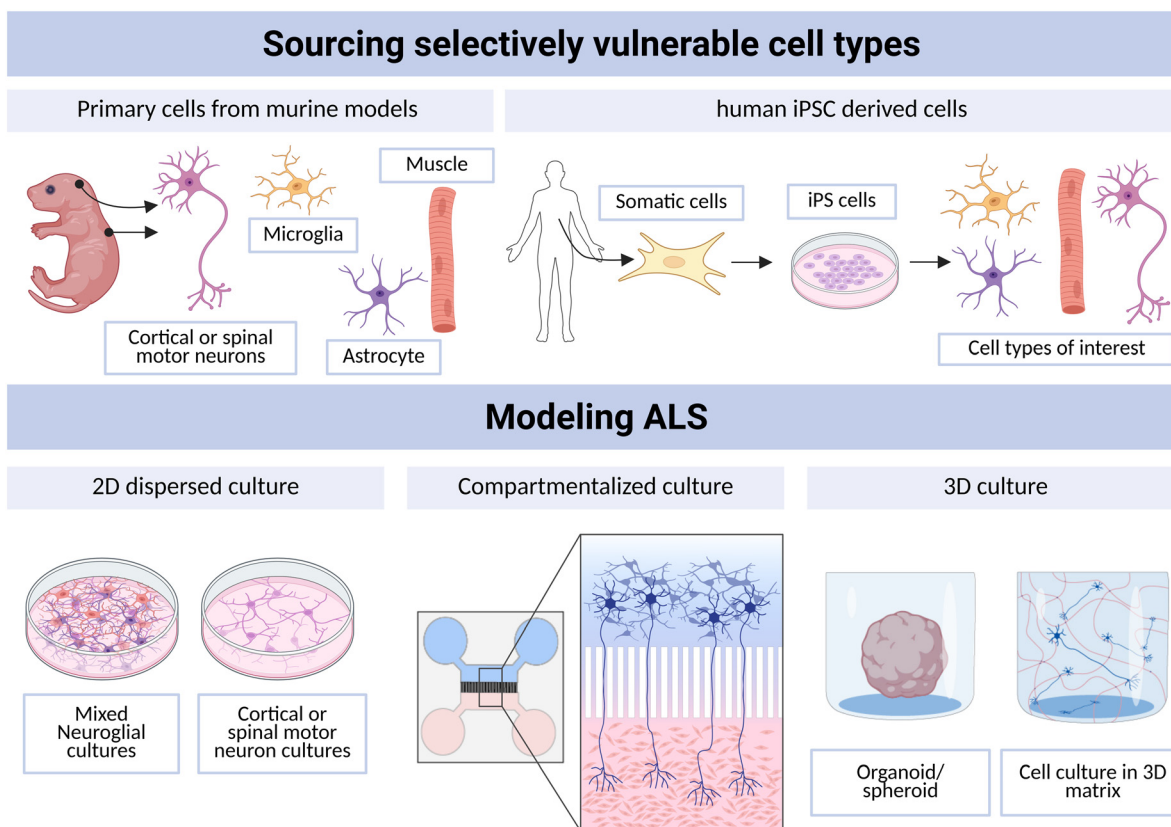 Sourcing selectively vulnerable cell types
Primary cells from murine models
human iPSC derived cells
Muscle
Microglia
Cortical or spinal
motor neurons
Astrocyte
Somatic cells
iPS cells
Cell types of interest
Modeling ALS
2D dispersed culture
Compartmentalized culture
3D culture
Mixed
Neuroglial
cultures
Cortical or
spinal motor
neuron cultures
Organoid/
spheroid
Cell culture in 3D
matrix